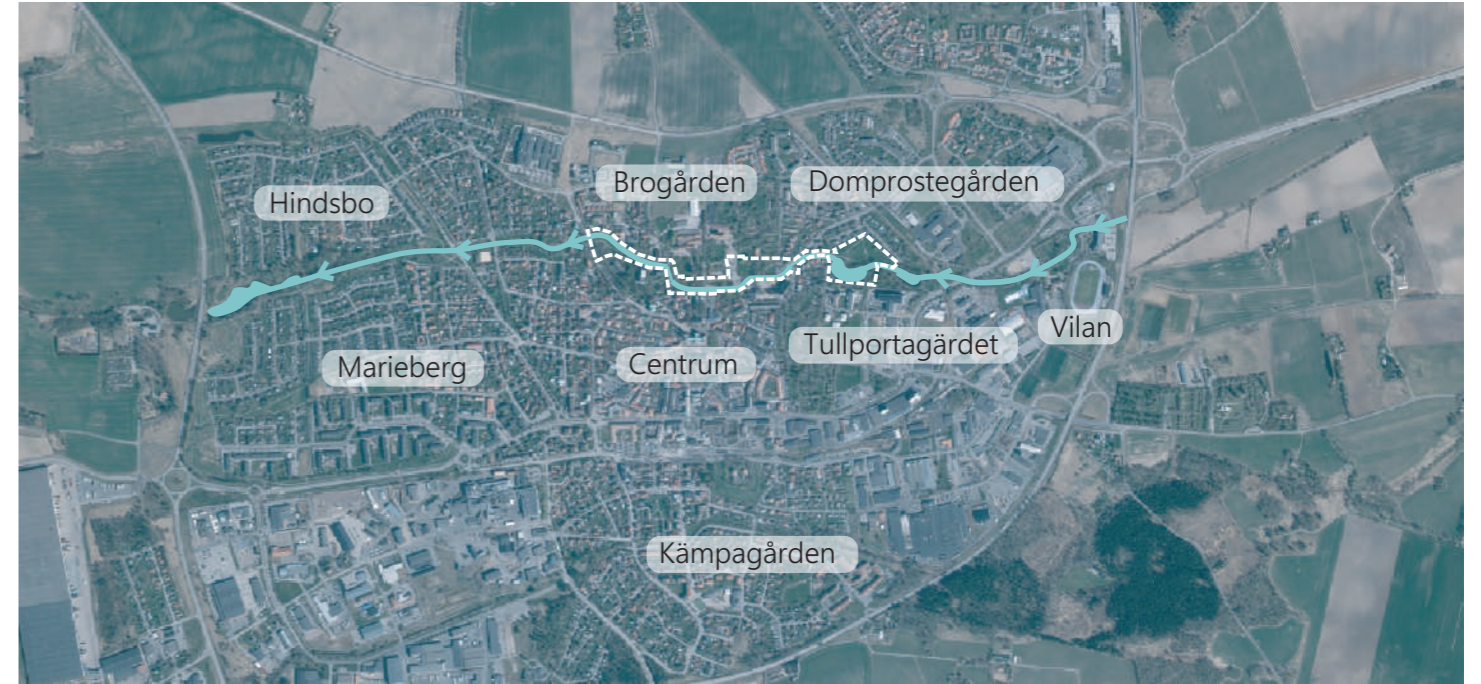 Brogården
Domprostegården
Hindsbo
Vilan
Tullportagärdet
Centrum
Marieberg
Kämpagården